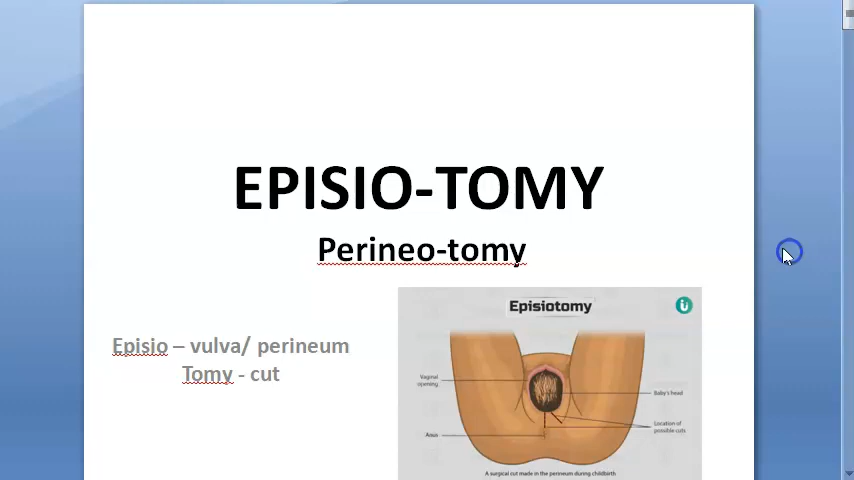 EPISIO-TOMY
Perineo-tomy
Episio – vulva/ perineum
Tomy - cut
Episiotomy
Vaginal
opening
Baby's head
Location of
possible cuts
Anus
A surgical cut made in the perineum during childbirth